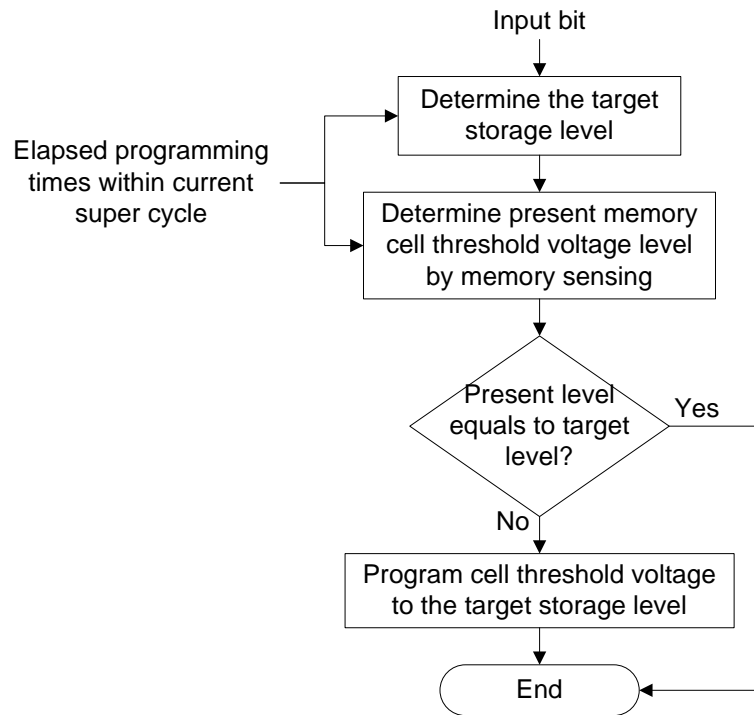 Input bit
Determine the target
storage level
Elapsed programming
times within current
super cycle
Determine present memory
cell threshold voltage level
by memory sensing
Present level
equals to target
level?
Yes
No
Program cell threshold voltage
to the target storage level
End